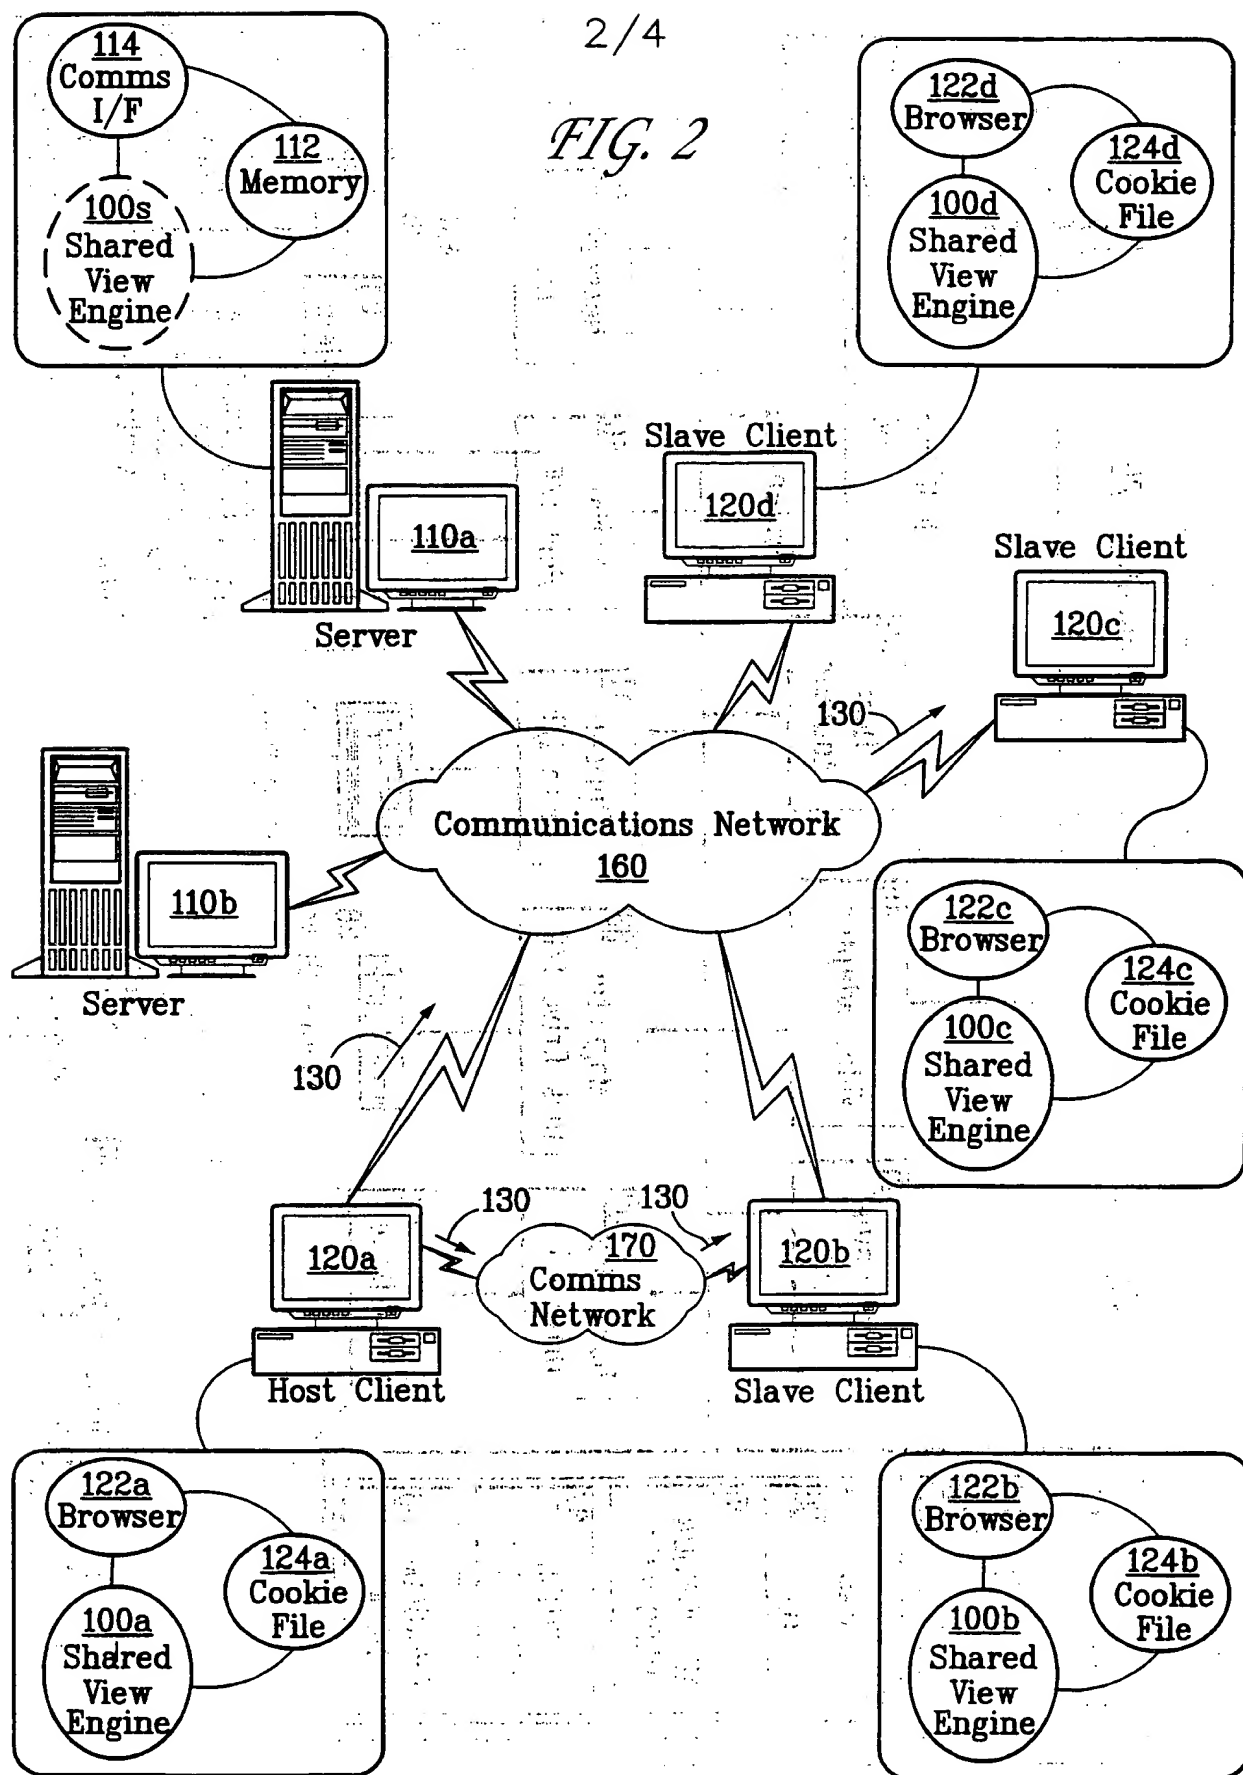 2/4
FIG. 2
114
Comms
I/F
112
Memory
100s
Shared
View
Engine
122d
Browser
124d
Cookie
File
100d
Shared
View
Engine
Slave Client
120d
110a
Server
Slave Client
120c
130
Communications Network
160
110b
Server
122c
Browser
124c
Cookie
File
100c
Shared
View
Engine
130
130
130
120a
170
Comms
Network
120b
Host Client
Slave Client
122a
Browser
124a
Cookie
File
100a
Shared
View
Engine
122b
Browser
124b
Cookie
File
100b
Shared
View
Engine